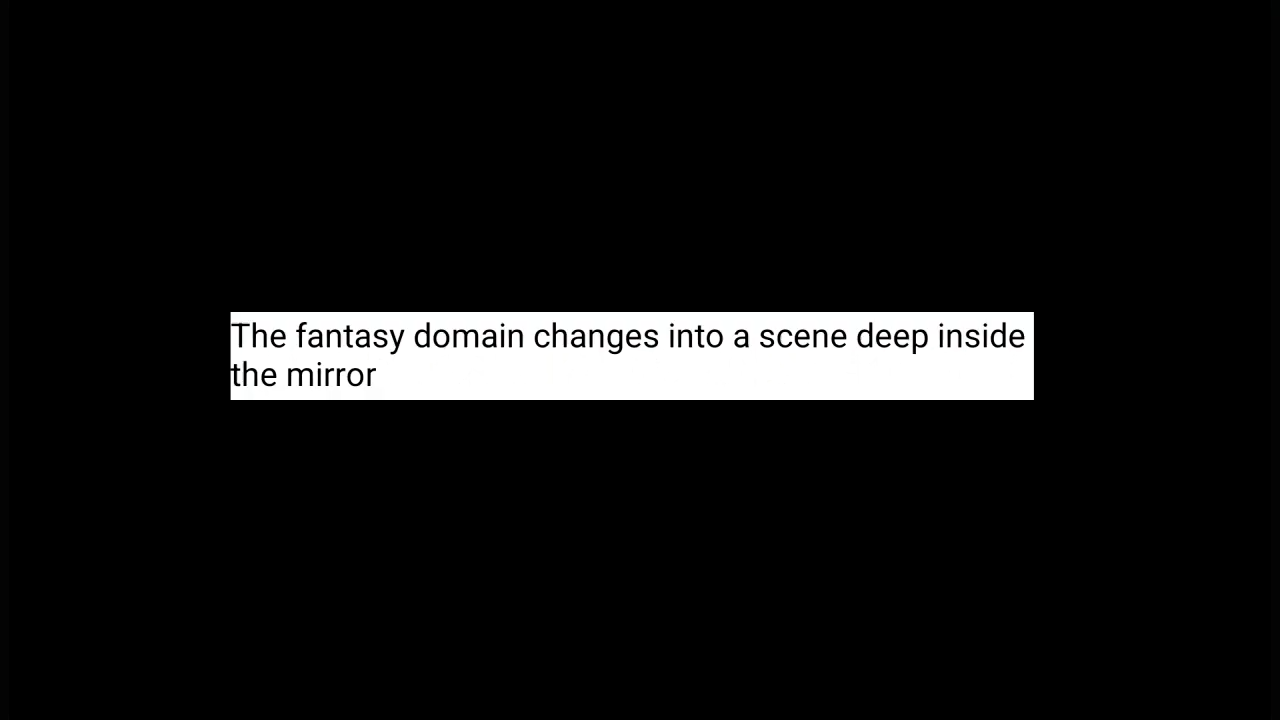 The fantasy domain changes into a scene deep inside
the mirror